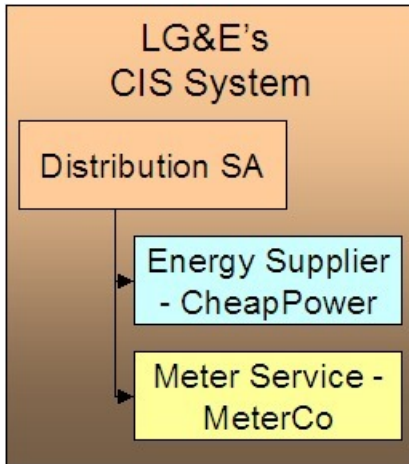 LG&E's
CIS System
Distribution SA
Energy Supplier
- CheapPower
Meter Service -
MeterCo